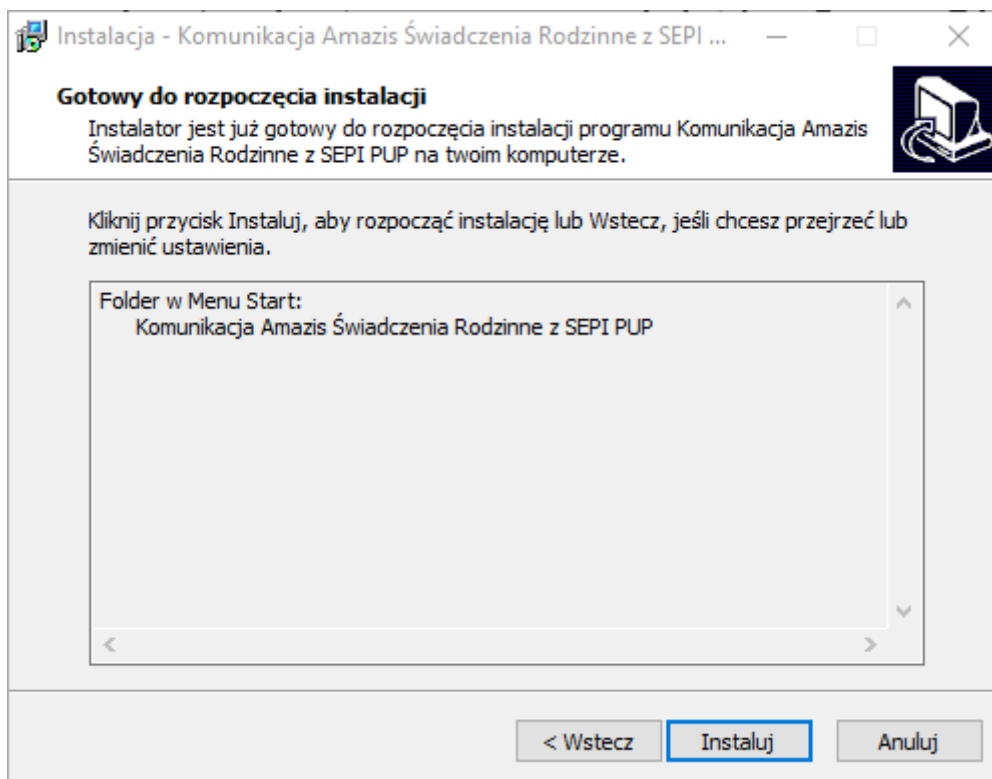 Instalacja - Komunikacja Amazis Świadczenia Rodzinne z SEPI ...
Gotowy do rozpoczęcia instalacji
Instalator jest już gotowy do rozpoczęcia instalacji programu Komunikacja Amazis
Świadczenia Rodzinne z SEPI PUP na twoim komputerze.
Kliknij przycisk Instaluj, aby rozpocząć instalację lub Wstecz, jeśli chcesz przejrzeć lub
zmienić ustawienia.
Folder w Menu Start:
Komunikacja Amazis Świadczenia Rodzinne z SEPI PUP
< Wstecz
Instaluj
Anuluj